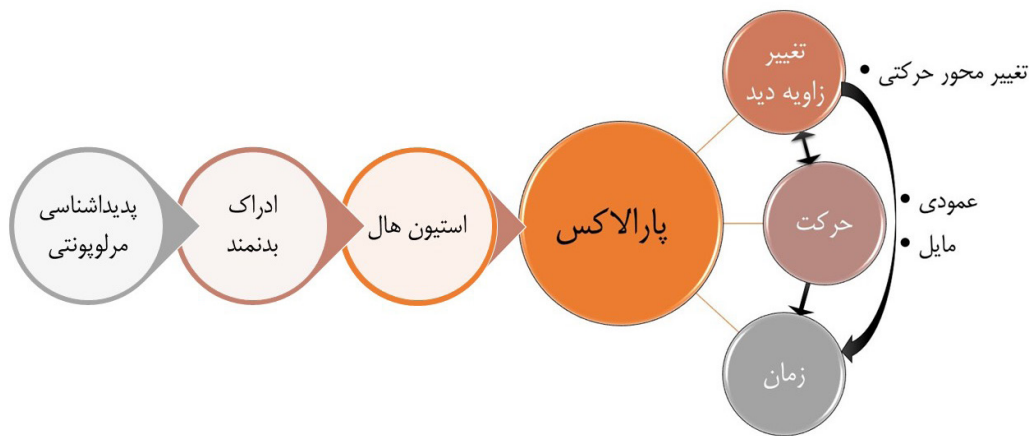 پدیداشناسی
مرلوپونتی
ادراک
بدنمند
استیون هال
پارالاکس
تغییر
زاویه دید
• تغییر محور حرکتی
حرکت
• عمودی
• مایل
زمان